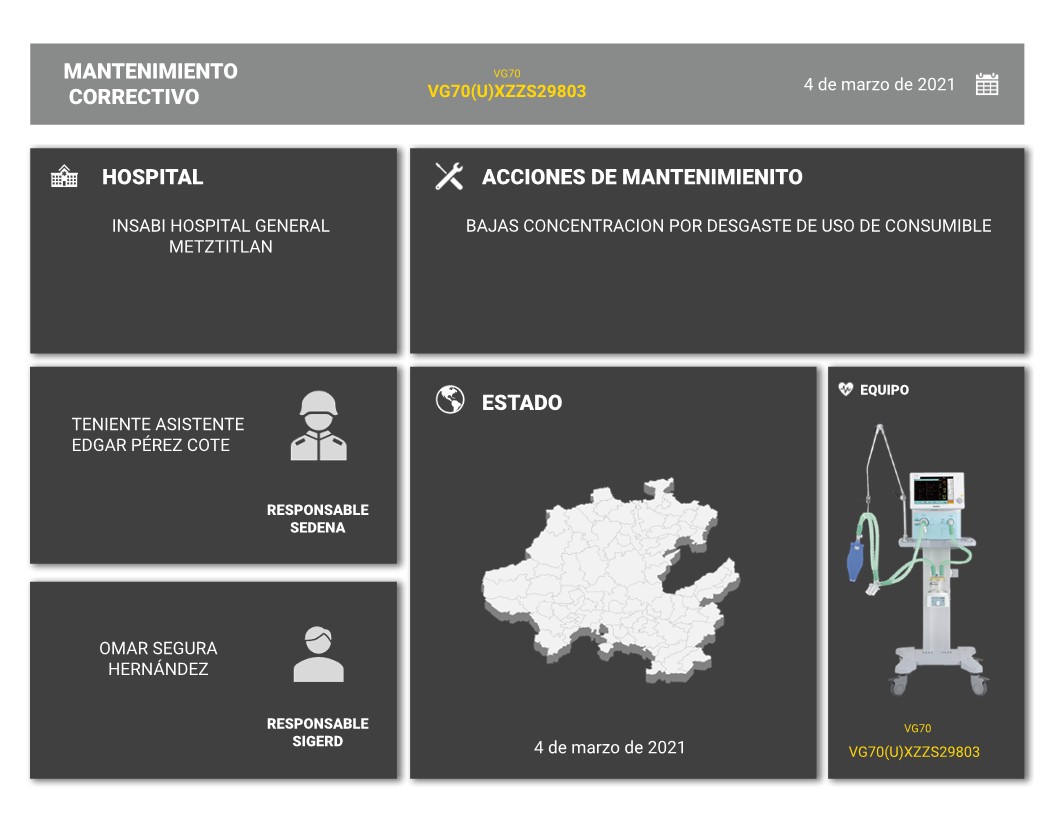 MANTENIMIENTO
CORRECTIVO
VG70
VG70(U)XZZS29803
4 de marzo de 2021
HOSPITAL
INSABI HOSPITAL GENERAL
METZTITLAN
ACCIONES DE MANTENIMIENITO
BAJAS CONCENTRACION POR DESGASTE DE USO DE CONSUMIBLE
TENIENTE ASISTENTE
EDGAR PÉREZ COTE
RESPONSABLE
SEDENA
OMAR SEGURA
HERNÁNDEZ
RESPONSABLE
SIGERD
ESTADO
4 de marzo de 2021
EQUIPO
VG70
VG70(U)XZZS29803